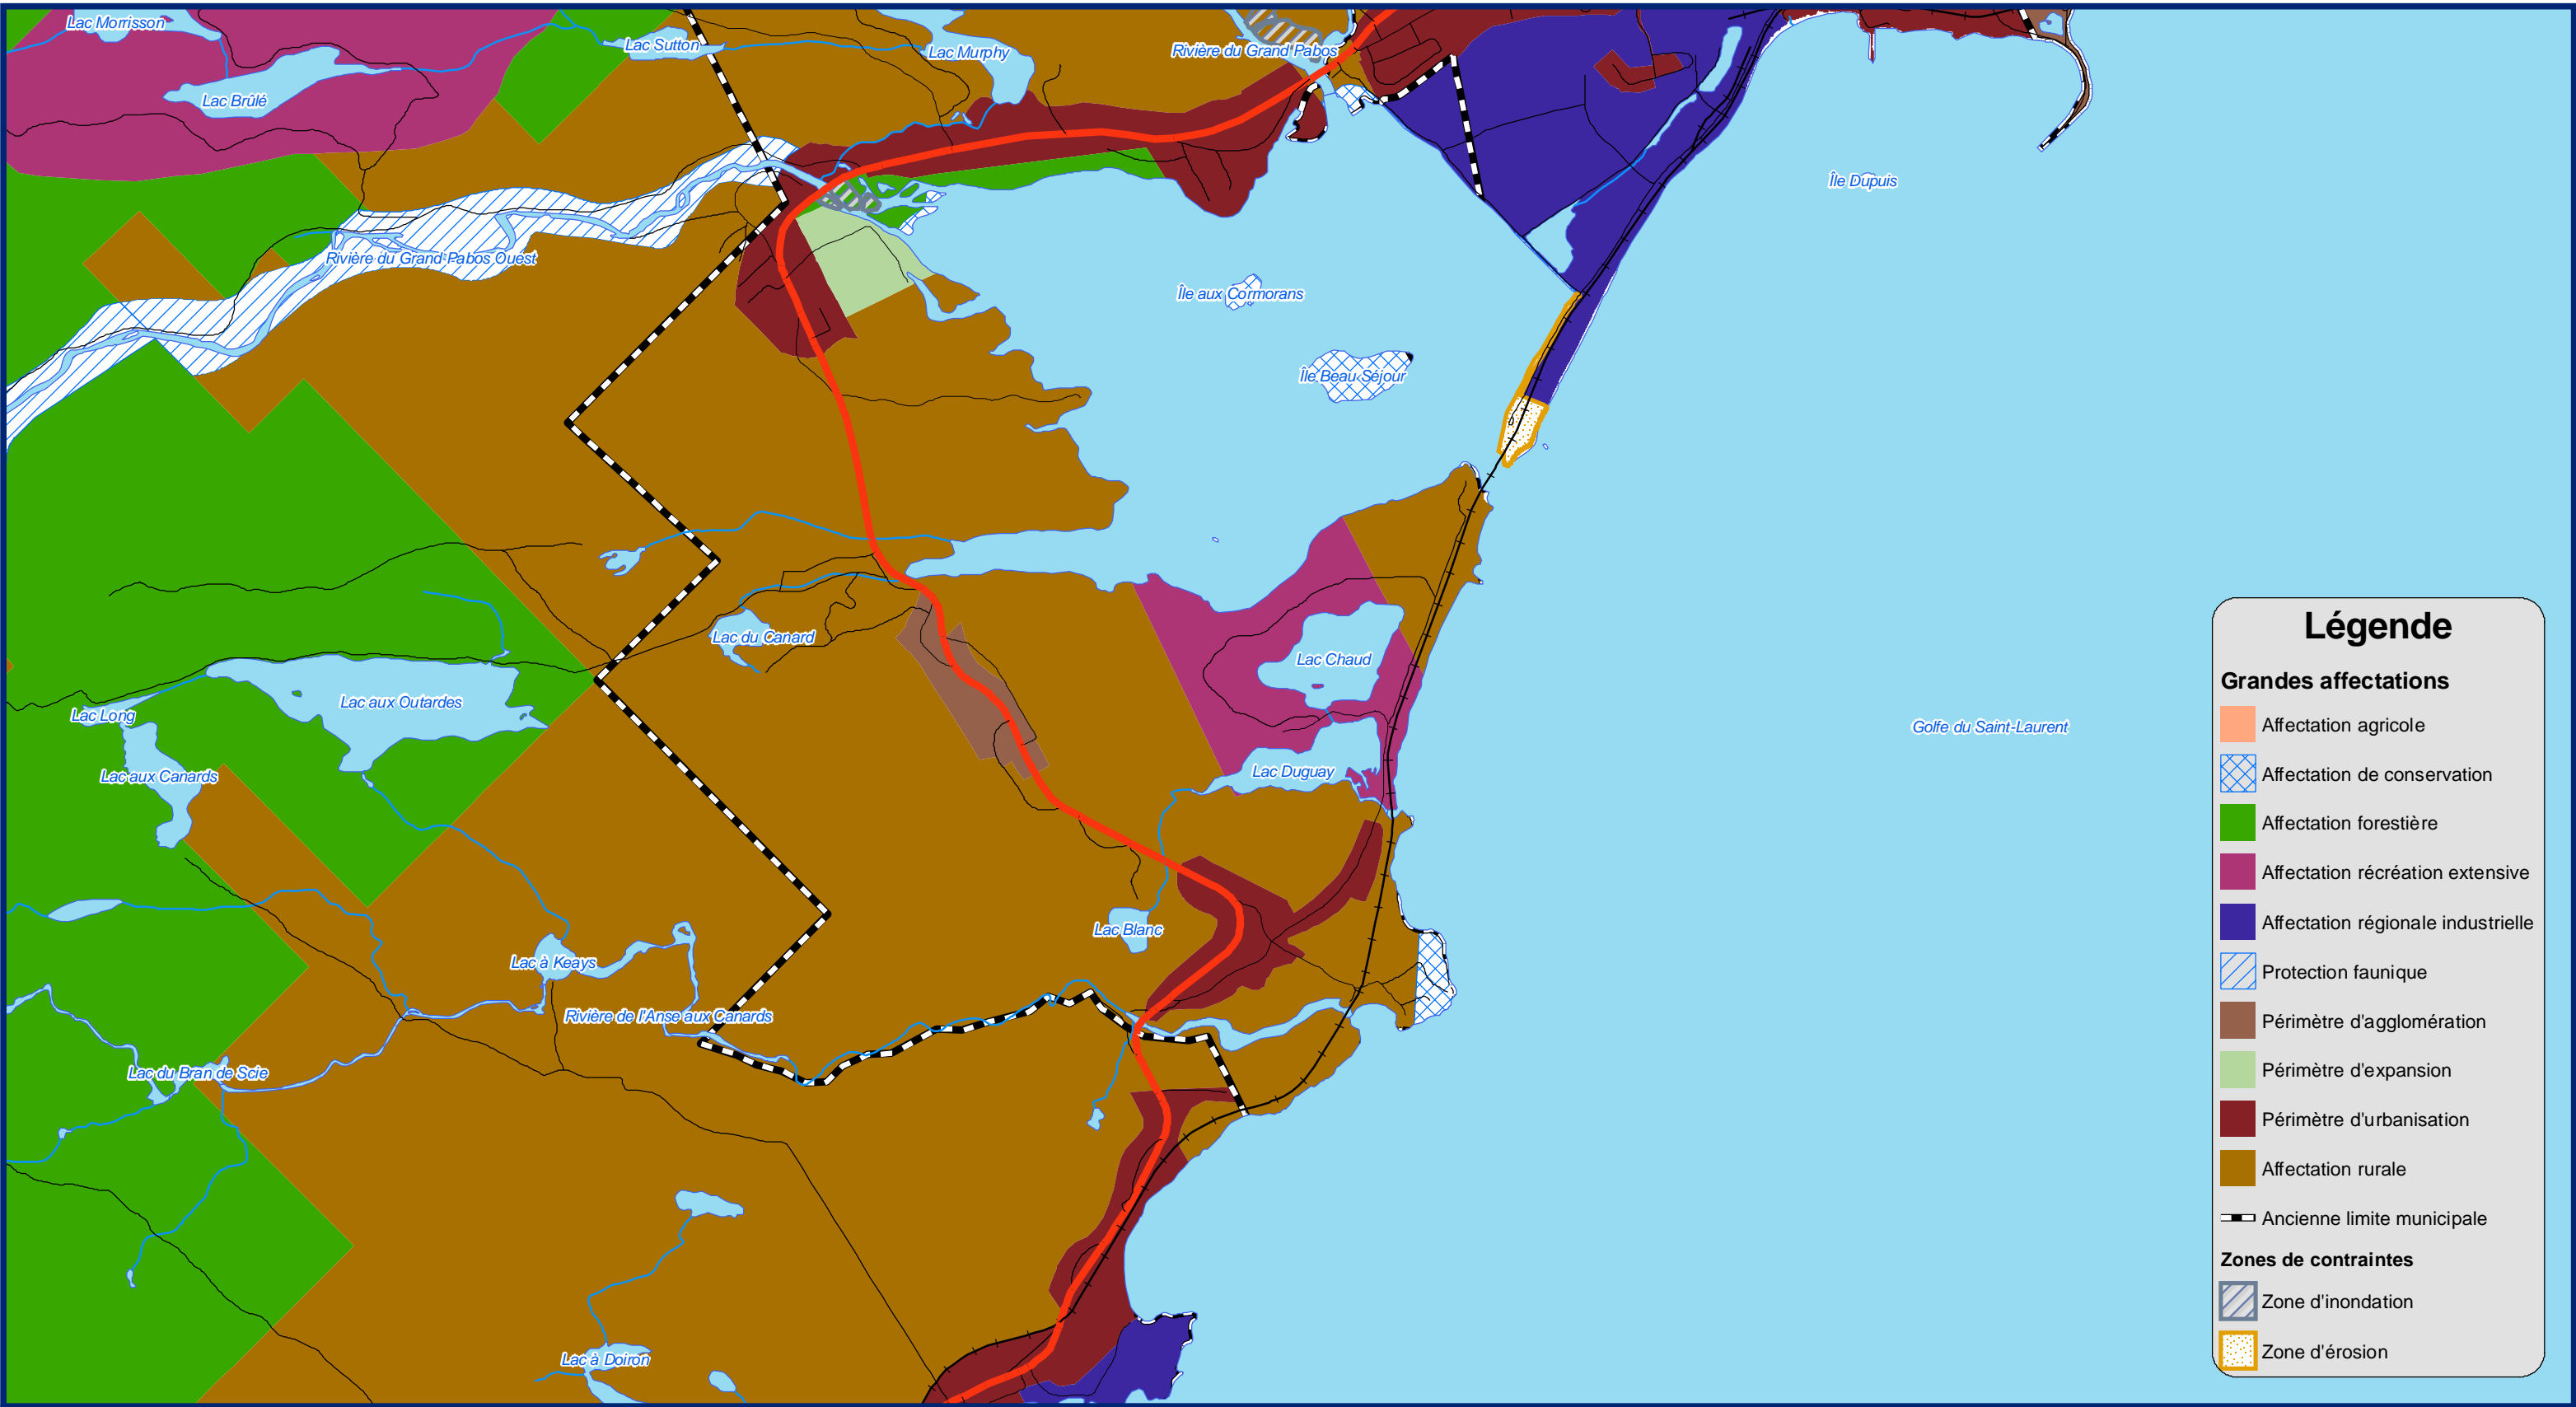 Lac Morrisson
Lac Sutton
Lac Murphy
Rivière du Grand Pabos
Lac Brûlé
Île Dupuis
Rivière du Grand Pabos Ouest
Île aux Cormorans
Île Beau Séjour
Lac du Canard
Lac Chaud
Lac aux Outardes
Lac Long
Golfe du Saint-Laurent
Lac aux Canards
Lac Duguay
Lac Blanc
Lac à Keays
Rivière de l'Anse aux Canards
Lac du Bran de Scie
Lac à Doiron
Légende
Grandes affectations
Affectation agricole
Affectation de conservation
Affectation forestière
Affectation récréation extensive
Affectation régionale industrielle
Protection faunique
Périmètre d'agglomération
Périmètre d'expansion
Périmètre d'urbanisation
Affectation rurale
Ancienne limite municipale
Zones de contraintes
Zone d'inondation
Zone d'érosion